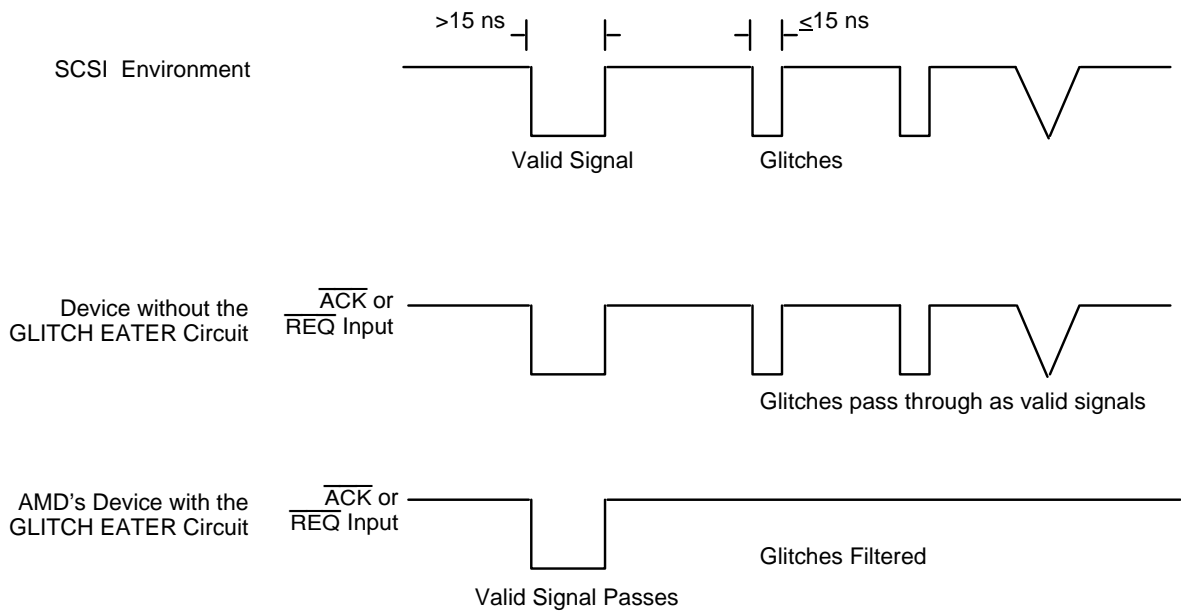 >15 ns
≤15 ns
SCSI Environment
Valid Signal
Glitches
Device without the
GLITCH EATER Circuit
ACK or
REQ Input
Glitches pass through as valid signals
AMD's Device with the
GLITCH EATER Circuit
ACK or
REQ Input
Glitches Filtered
Valid Signal Passes